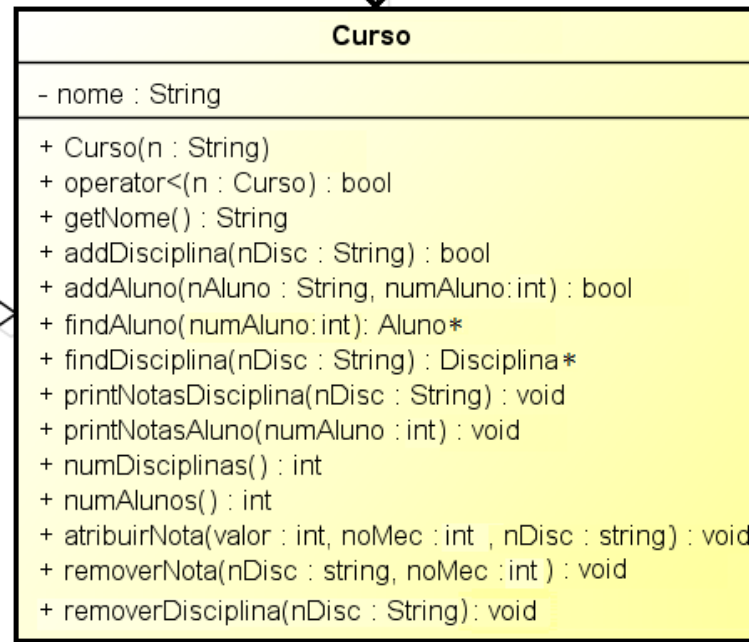 Curso
- nome : String
+ Curso(n : String)
+ operator<(n : Curso) : bool
+ getNome() : String
+ addDisciplina(nDisc : String) : bool
+ addAluno(nAluno : String, numAluno:int) : bool
+ findAluno(numAluno:int): Aluno*
+ findDisciplina(nDisc : String) : Disciplina*
+ printNotasDisciplina(nDisc : String) : void
+ printNotasAluno(numAluno : int) : void
+ numDisciplinas() : int
+ numAlunos() : int
+ atribuirNota(valor : int, noMec : int , nDisc : string) : void
+ removerNota(nDisc : string, noMec : int ) : void
+ removerDisciplina(nDisc : String): void